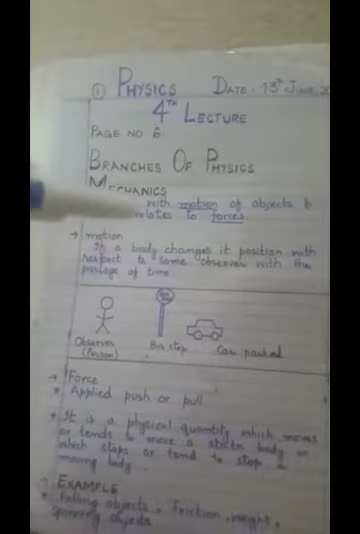 ① PHYSICS DATE. 13th JUNE, 20
4TH LECTURE
PAGE NO 6
BRANCHES OF PHYSICS
MECHANICS
with motion of objects &
relates to forces.
→ motion
If a body changes it position with
respect to some observer with the
passage of time
Observer
(Person)
Bus stop
Car parked
→ Force
• Applied push or pull
• It is a physical quantity which moves
or tends to move a static body or
which stops or tend to stop a
moving body.
→ EXAMPLE
• Falling objects, Friction, weight,
spinning objects